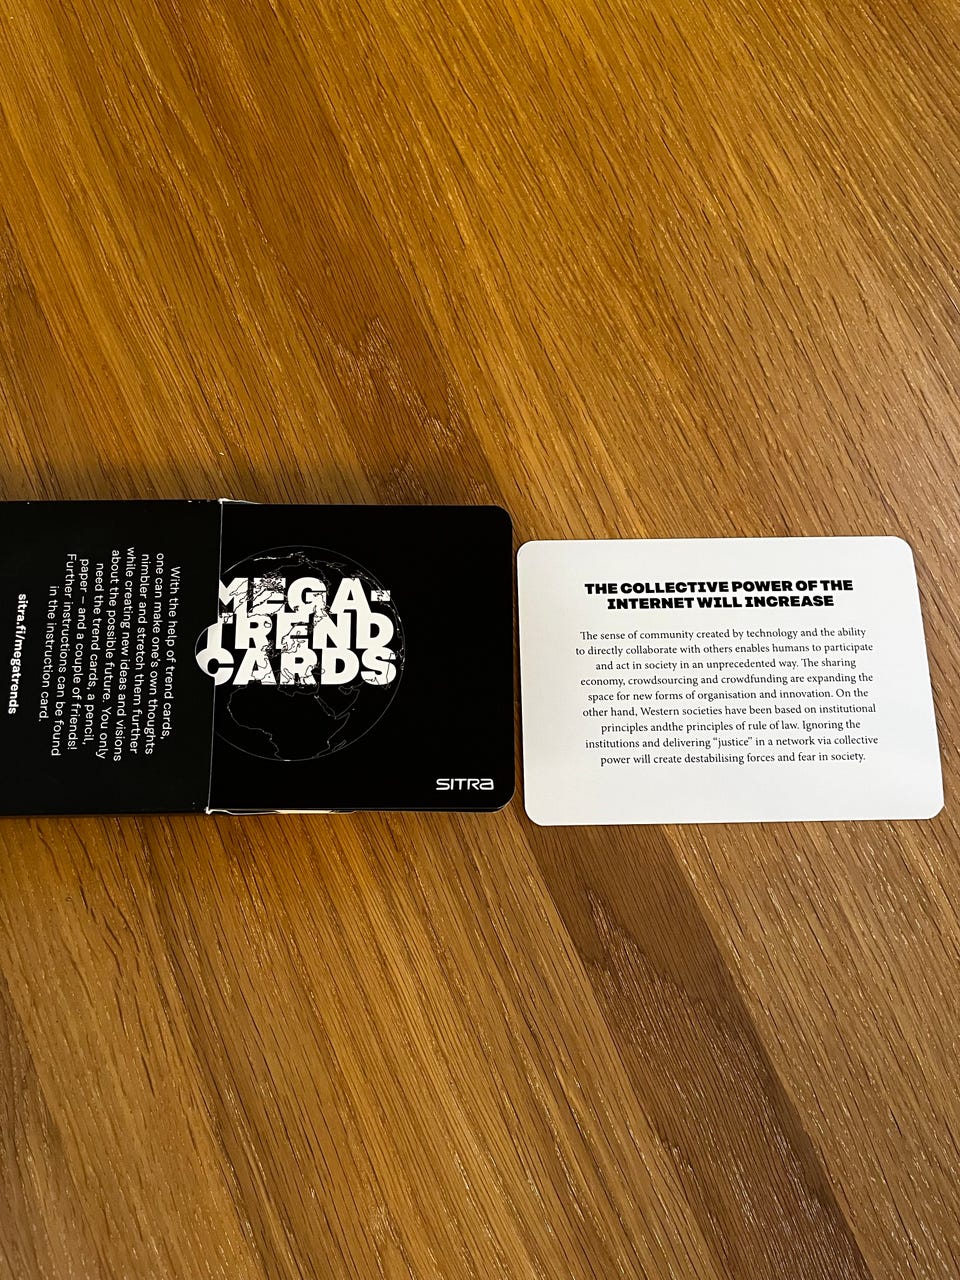 With the help of trend cards,
one can make one's own thoughts
nimbler and stretch them further
while creating new ideas and visions
about the possible future. You only
need the trend cards, a pencil,
paper – and a couple of friends!
Further instructions can be found
in the instruction card.
sitra.fi/megatrends
MEGA-
TREND
CARDS
SITRA
THE COLLECTIVE POWER OF THE
INTERNET WILL INCREASE
The sense of community created by technology and the ability
to directly collaborate with others enables humans to participate
and act in society in an unprecedented way. The sharing
economy, crowdsourcing and crowdfunding are expanding the
space for new forms of organisation and innovation. On the
other hand, Western societies have been based on institutional
principles andthe principles of rule of law. Ignoring the
institutions and delivering “justice” in a network via collective
power will create destabilising forces and fear in society.